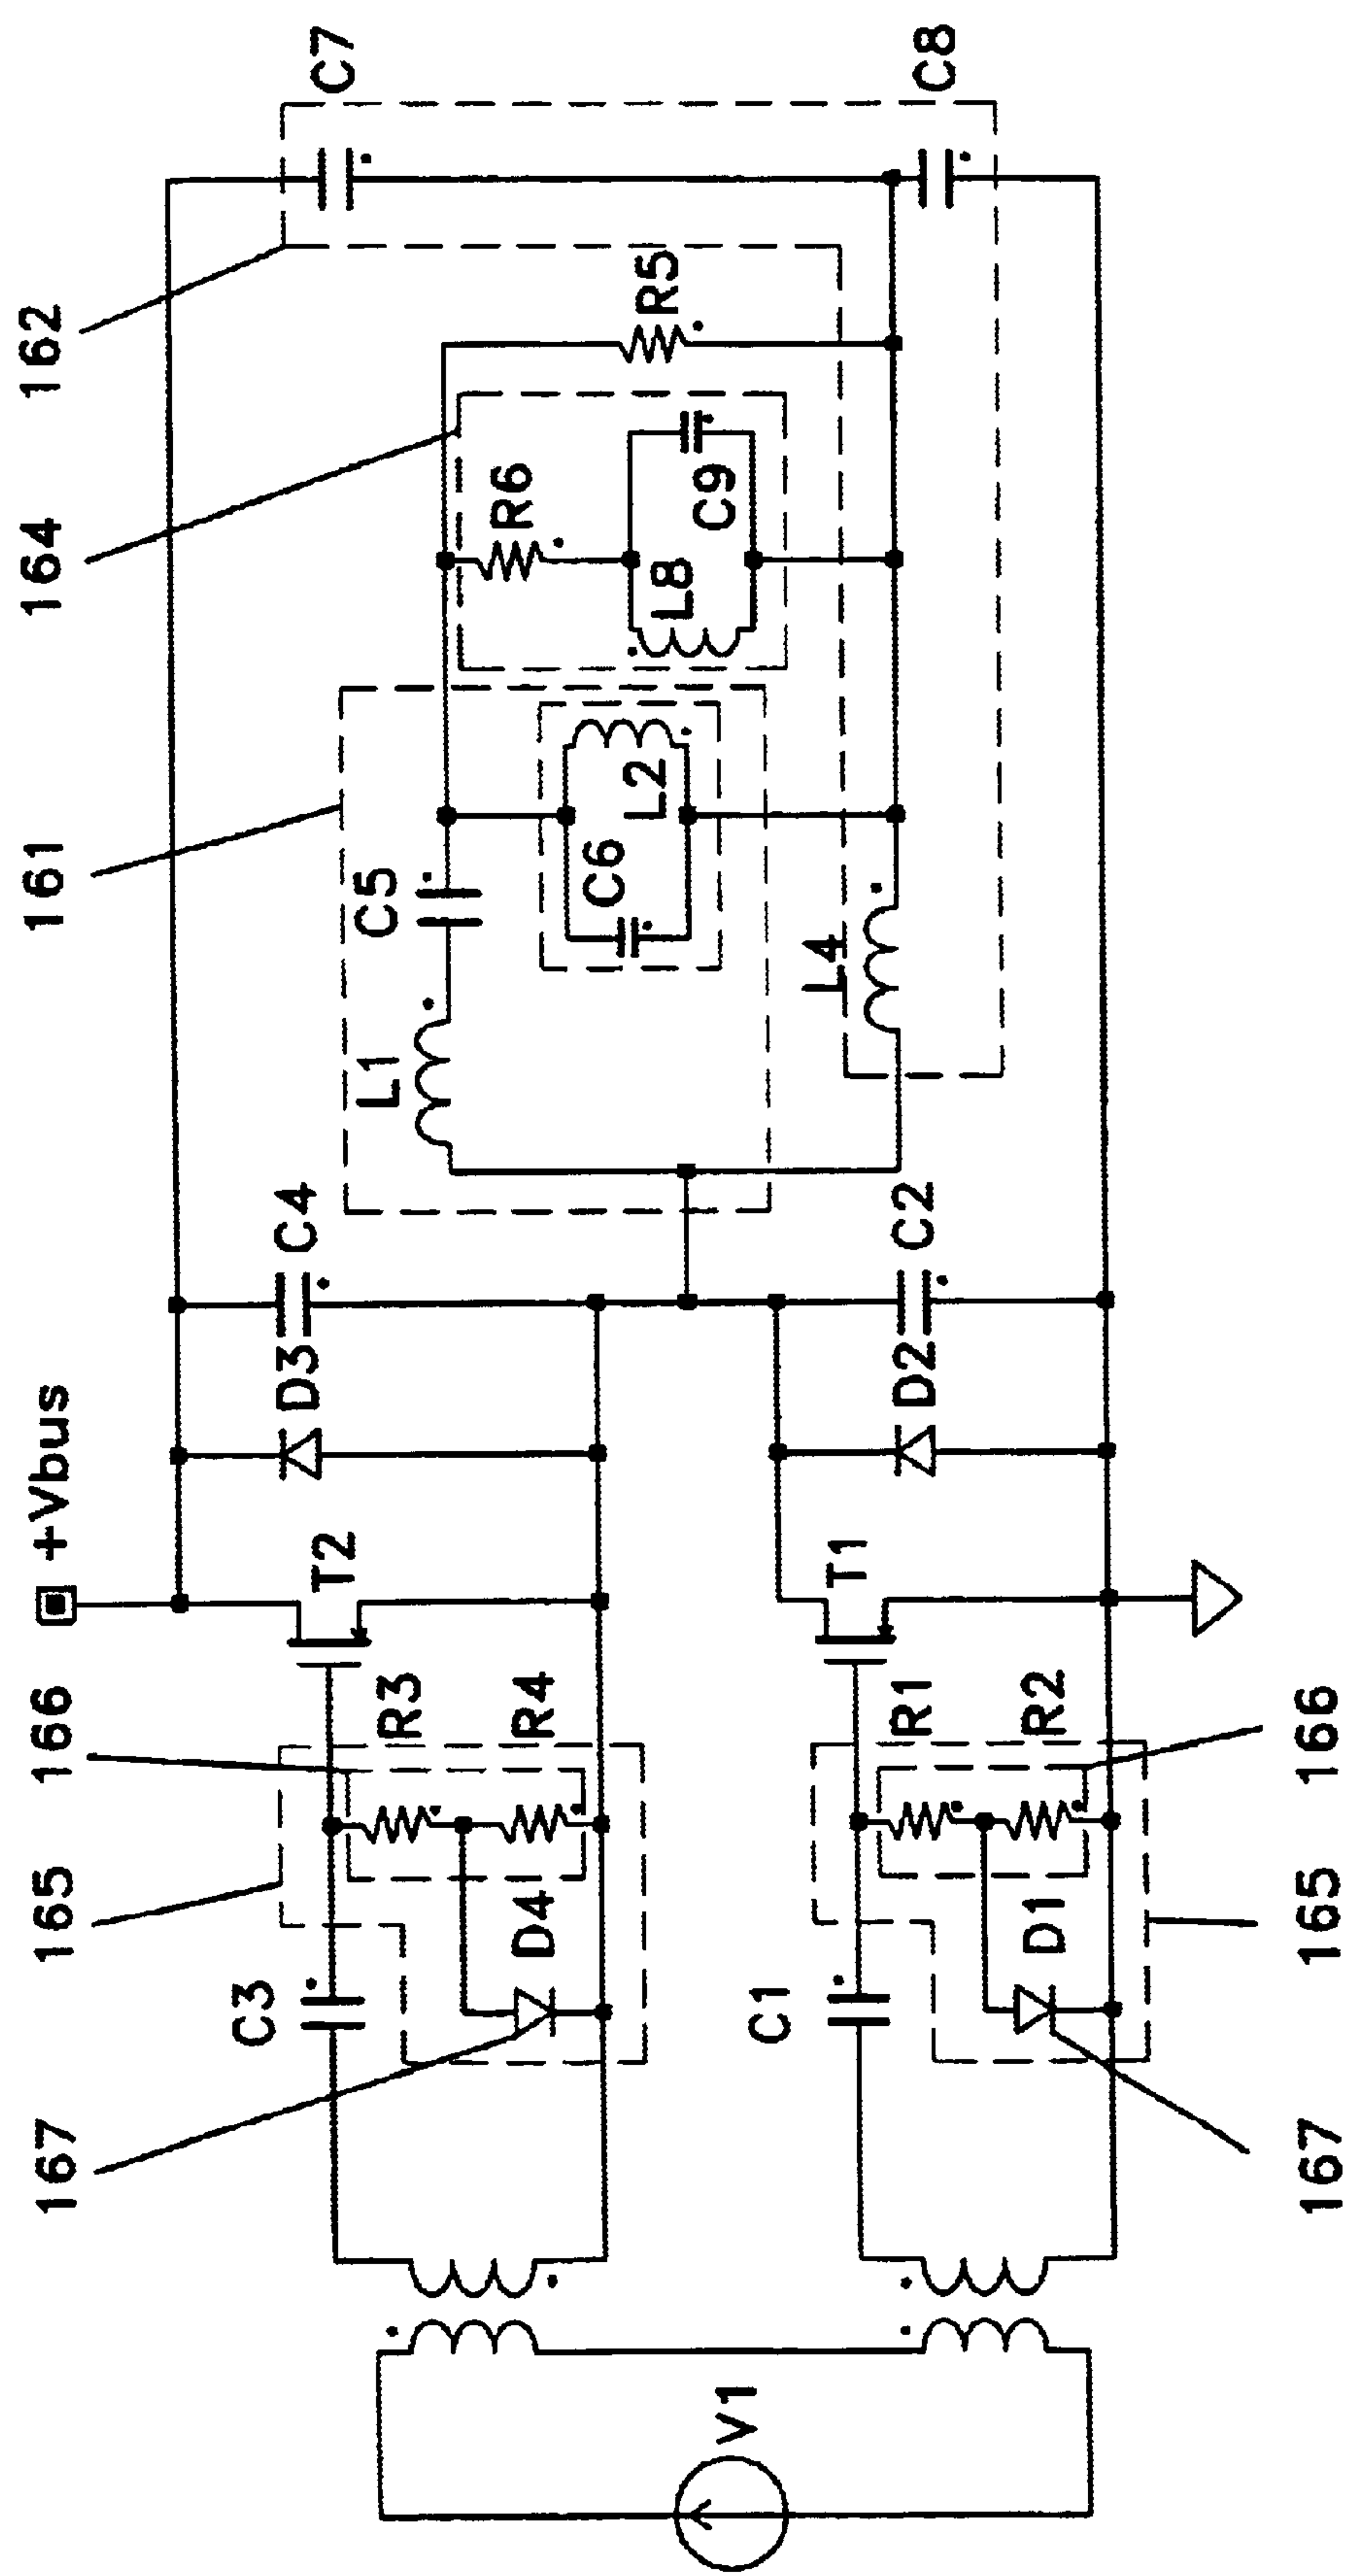 C7
C8
162
R5
164
R6
C9
L8
161
L2
C6
C5
L4
L1
C4
C2
D3
D2
+Vbus
T2
T1
166
R3
R4
R1
R2
166
165
D4
D1
165
C3
C1
167
167
V1